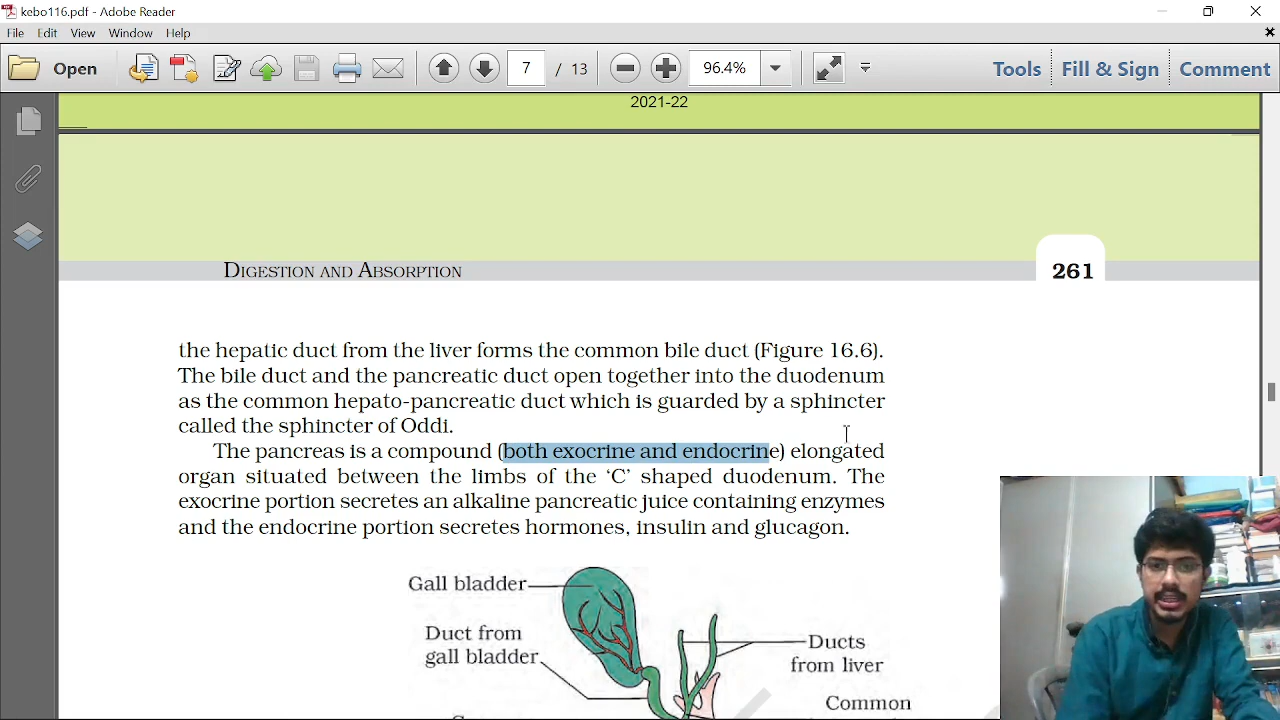 kebo116.pdf - Adobe Reader
File Edit View Window Help
Open 7 / 13 96.4% Tools Fill & Sign Comment
2021-22
DIGESTION AND ABSORPTION 261
the hepatic duct from the liver forms the common bile duct (Figure 16.6).
The bile duct and the pancreatic duct open together into the duodenum
as the common hepato-pancreatic duct which is guarded by a sphincter
called the sphincter of Oddi.
The pancreas is a compound (both exocrine and endocrine) elongated
organ situated between the limbs of the ‘C’ shaped duodenum. The
exocrine portion secretes an alkaline pancreatic juice containing enzymes
and the endocrine portion secretes hormones, insulin and glucagon.
Gall bladder
Duct from
gall bladder
Ducts
from liver
Common